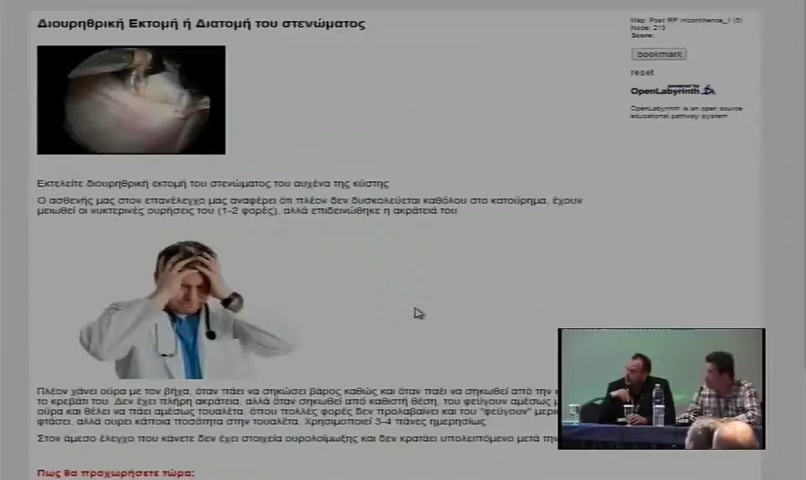 Διουρηθρική Εκτομή ή Διατομή του στενώματος
Map: Post RP incontinence_1 (5)
Node: 213
Score:
bookmark
reset
powered by
OpenLabyrinth
OpenLabyrinth is an open source
educational pathway system
Εκτελείτε διουρηθρική εκτομή του στενώματος του αυχένα της κύστης
Ο ασθενής μας στον επανέλεγχο μας αναφέρει ότι πλέον δεν δυσκολεύεται καθόλου στο κατούρημα, έχουν
μειωθεί οι νυκτερινές ουρήσεις του (1-2 φορές), αλλά επιδεινώθηκε η ακράτειά του
Πλέον χάνει ούρα με τον βήχα, όταν πάει να σηκώσει βάρος καθώς και όταν πάει να σηκωθεί από την
το κρεβάτι του. Δεν έχει πλήρη ακράτεια, αλλά όταν σηκωθεί από καθιστή θέση, του φεύγουν αμέσως
ούρα και θέλει να πάει αμέσως τουαλέτα, όπου πολλές φορές δεν προλαβαίνει και του "φεύγουν"
φτάσει, αλλά ουρεί κάποια ποσότητα στην τουαλέτα. Χρησιμοποιεί 3-4 πάνες ημερησίως
Στον άμεσο έλεγχο που κάνετε δεν έχει στοιχεία ουρολοίμωξης και δεν κρατάει υπολειπόμενο μετά την
Πως θα προχωρήσετε τώρα: